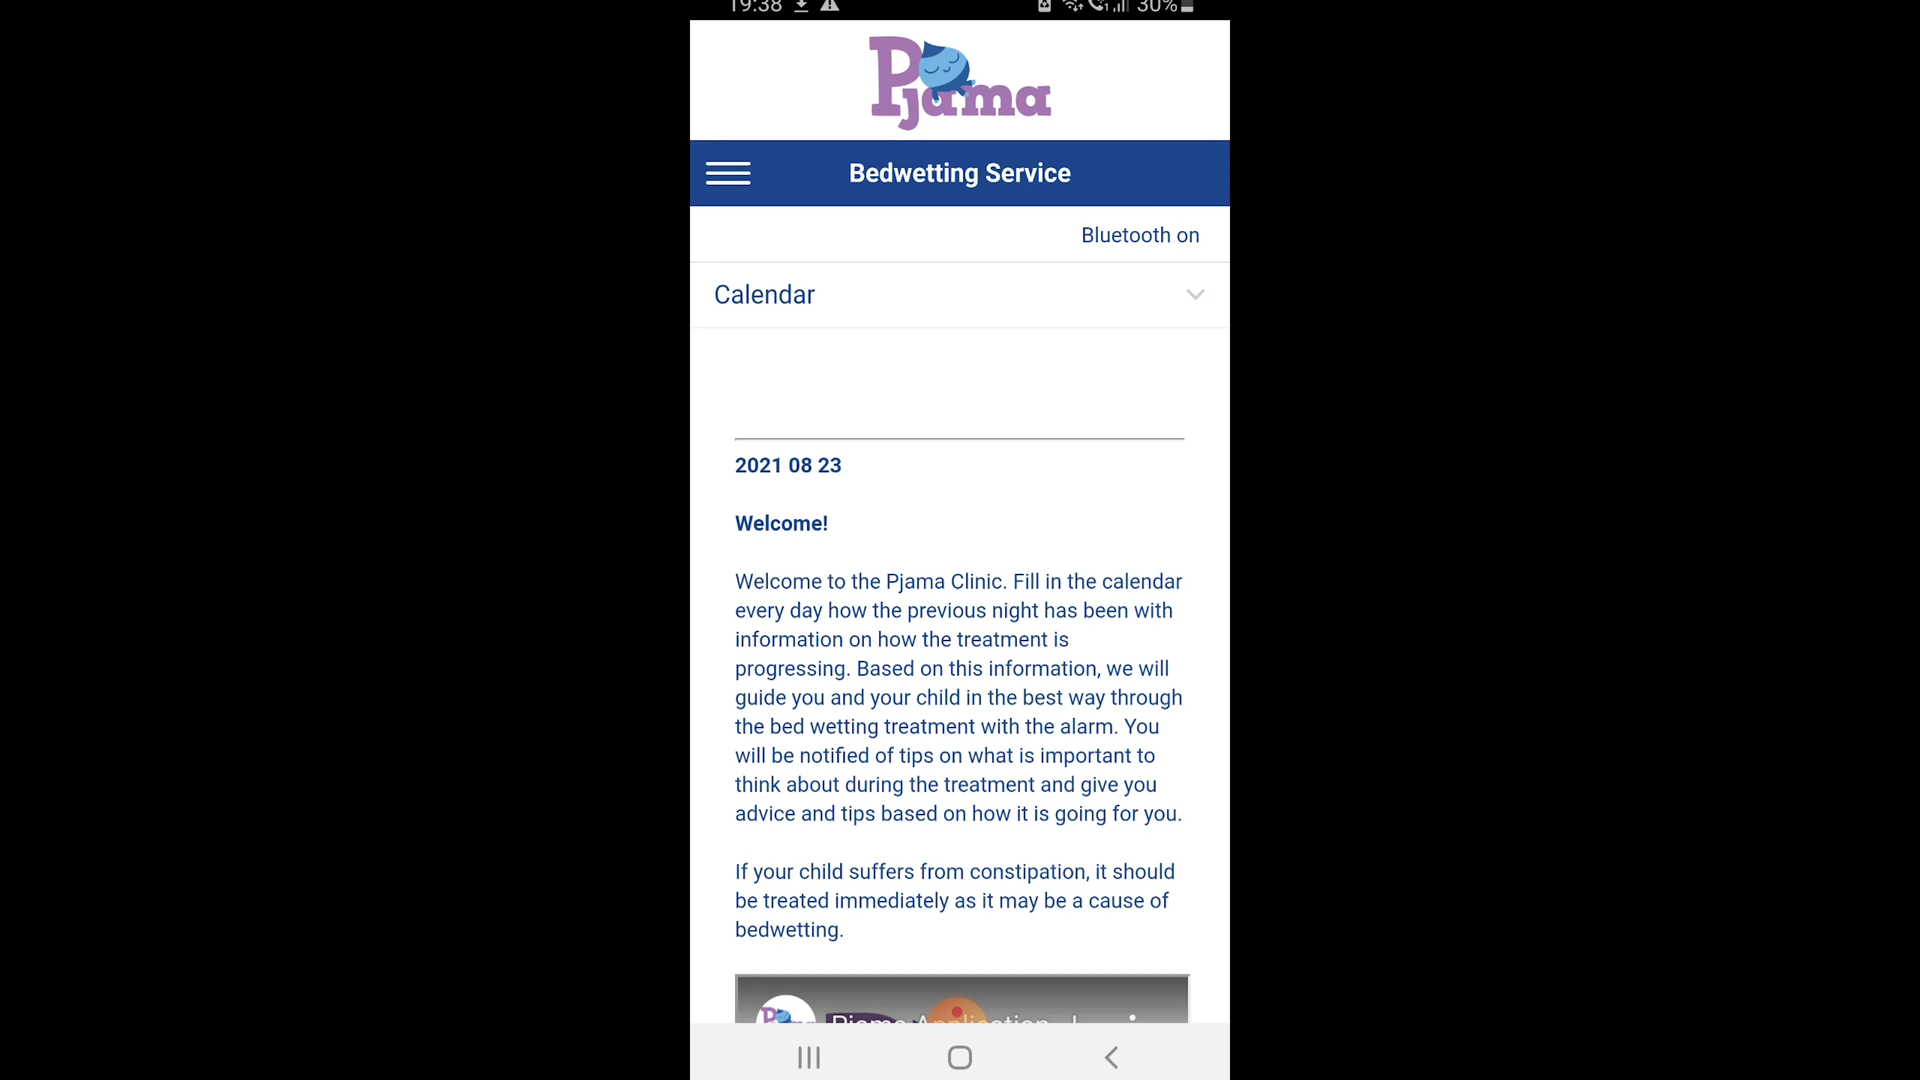 19:38 30%
Pjama
Bedwetting Service
Bluetooth on
Calendar
2021 08 23
Welcome!
Welcome to the Pjama Clinic. Fill in the calendar
every day how the previous night has been with
information on how the treatment is
progressing. Based on this information, we will
guide you and your child in the best way through
the bed wetting treatment with the alarm. You
will be notified of tips on what is important to
think about during the treatment and give you
advice and tips based on how it is going for you.
If your child suffers from constipation, it should
be treated immediately as it may be a cause of
bedwetting.
Pjama Pjama Application